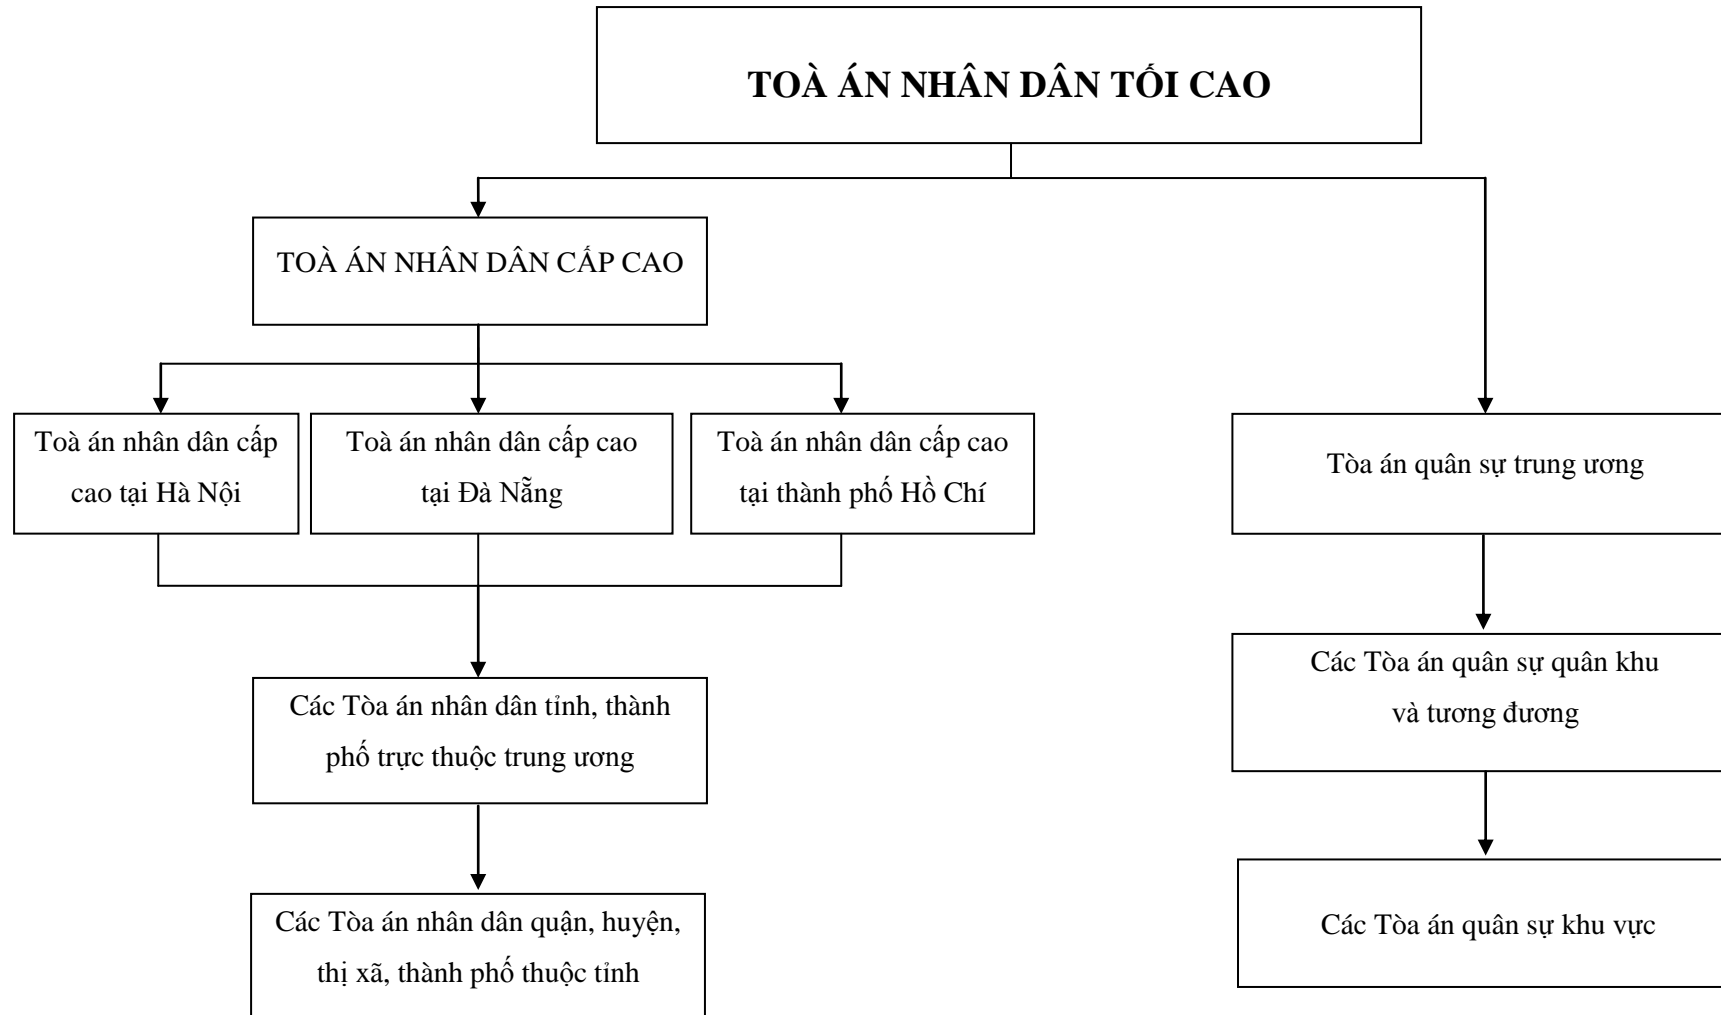 TOÀ ÁN NHÂN DÂN TỐI CAO
TOÀ ÁN NHÂN DÂN CẤP CAO
Toà án nhân dân cấp
cao tại Hà Nội
Toà án nhân dân cấp cao
tại Đà Nẵng
Toà án nhân dân cấp cao
tại thành phố Hồ Chí
Tòa án quân sự trung ương
Các Tòa án quân sự quân khu
và tương đương
Các Tòa án nhân dân tỉnh, thành
phố trực thuộc trung ương
Các Tòa án nhân dân quận, huyện,
thị xã, thành phố thuộc tỉnh
Các Tòa án quân sự khu vực